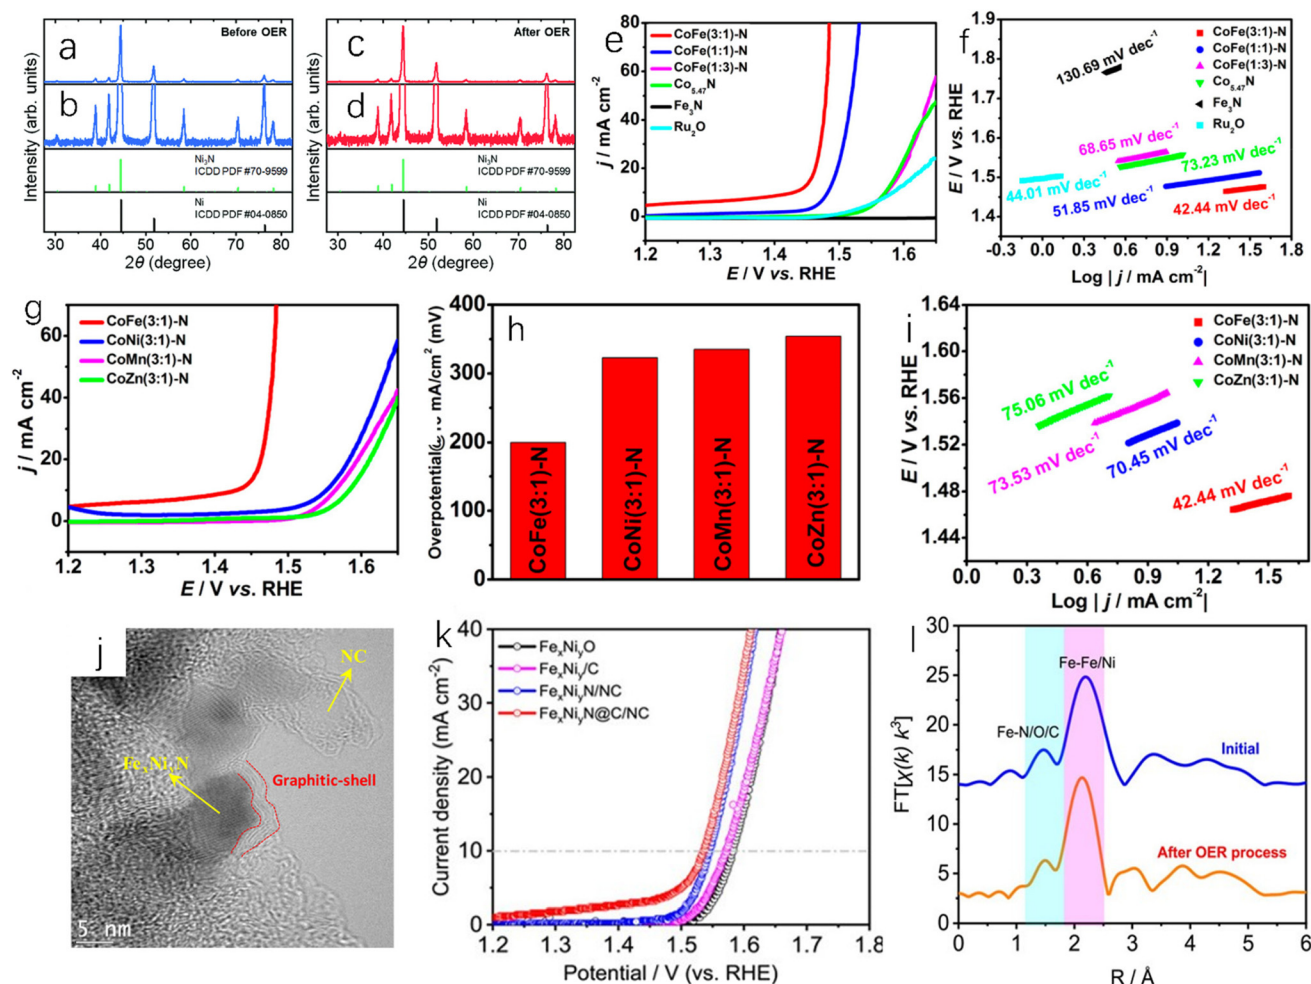 a
Before OER
b
Intensity (arb. units)
Ni₃N
ICDD PDF #70-9599
Ni
ICDD PDF #04-0850
30 40 50 60 70 80
2θ (degree)
c
After OER
d
Intensity (arb. units)
Ni₃N
ICDD PDF #70-9599
Ni
ICDD PDF #04-0850
30 40 50 60 70 80
2θ (degree)
e
CoFe(3:1)-N
CoFe(1:1)-N
CoFe(1:3)-N
Co₅.₄₇N
Fe₃N
Ru₂O
j / mA cm⁻²
80
60
40
20
0
1.2 1.3 1.4 1.5 1.6
E / V vs. RHE
f
CoFe(3:1)-N
CoFe(1:1)-N
CoFe(1:3)-N
Co₅.₄₇N
Fe₃N
Ru₂O
130.69 mV dec⁻¹
68.65 mV dec⁻¹
73.23 mV dec⁻¹
44.01 mV dec⁻¹
51.85 mV dec⁻¹
42.44 mV dec⁻¹
E / V vs. RHE
1.9
1.8
1.7
1.6
1.5
1.4
-0.3 0.0 0.3 0.6 0.9 1.2 1.5 1.8
Log | j / mA cm⁻²|
g
CoFe(3:1)-N
CoNi(3:1)-N
CoMn(3:1)-N
CoZn(3:1)-N
j / mA cm⁻²
60
40
20
0
1.2 1.3 1.4 1.5 1.6
E / V vs. RHE
h
Overpotential@10 mA/cm² (mV)
400
300
200
100
0
CoFe(3:1)-N
CoNi(3:1)-N
CoMn(3:1)-N
CoZn(3:1)-N
i
CoFe(3:1)-N
CoNi(3:1)-N
CoMn(3:1)-N
CoZn(3:1)-N
75.06 mV dec⁻¹
73.53 mV dec⁻¹
70.45 mV dec⁻¹
42.44 mV dec⁻¹
E / V vs. RHE
1.64
1.60
1.56
1.52
1.48
1.44
0.0 0.3 0.6 0.9 1.2 1.5
Log | j / mA cm⁻²|
j
NC
FeₓNiᵧN
Graphitic-shell
5 nm
k
FeₓNiᵧO
FeₓNiᵧ/C
FeₓNiᵧN/NC
FeₓNiᵧN@C/NC
Current density (mA cm⁻²)
40
30
20
10
0
1.2 1.3 1.4 1.5 1.6 1.7 1.8
Potential / V (vs. RHE)
l
Fe-Fe/Ni
Fe-N/O/C
Initial
After OER process
FT[χ(k) k³]
30
25
20
15
10
5
0
0 1 2 3 4 5 6
R / Å